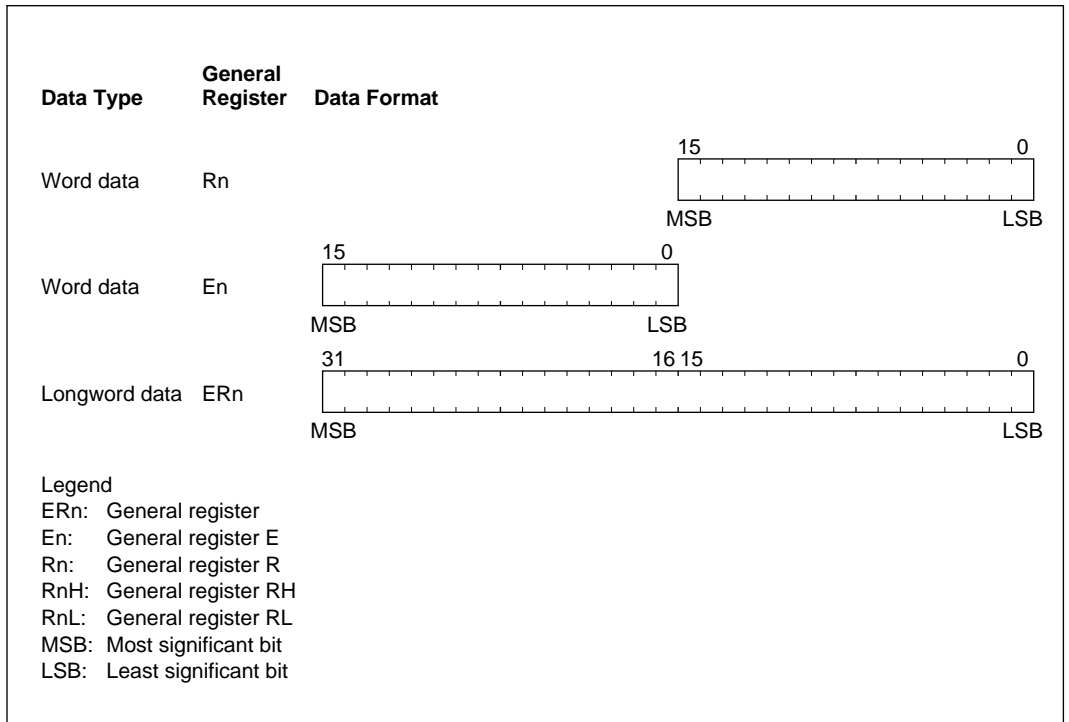 General
Data Type Register Data Format
15 0
Word data Rn
MSB LSB
15 0
Word data En
MSB LSB
31 16 15 0
Longword data ERn
MSB LSB
Legend
ERn: General register
En: General register E
Rn: General register R
RnH: General register RH
RnL: General register RL
MSB: Most significant bit
LSB: Least significant bit